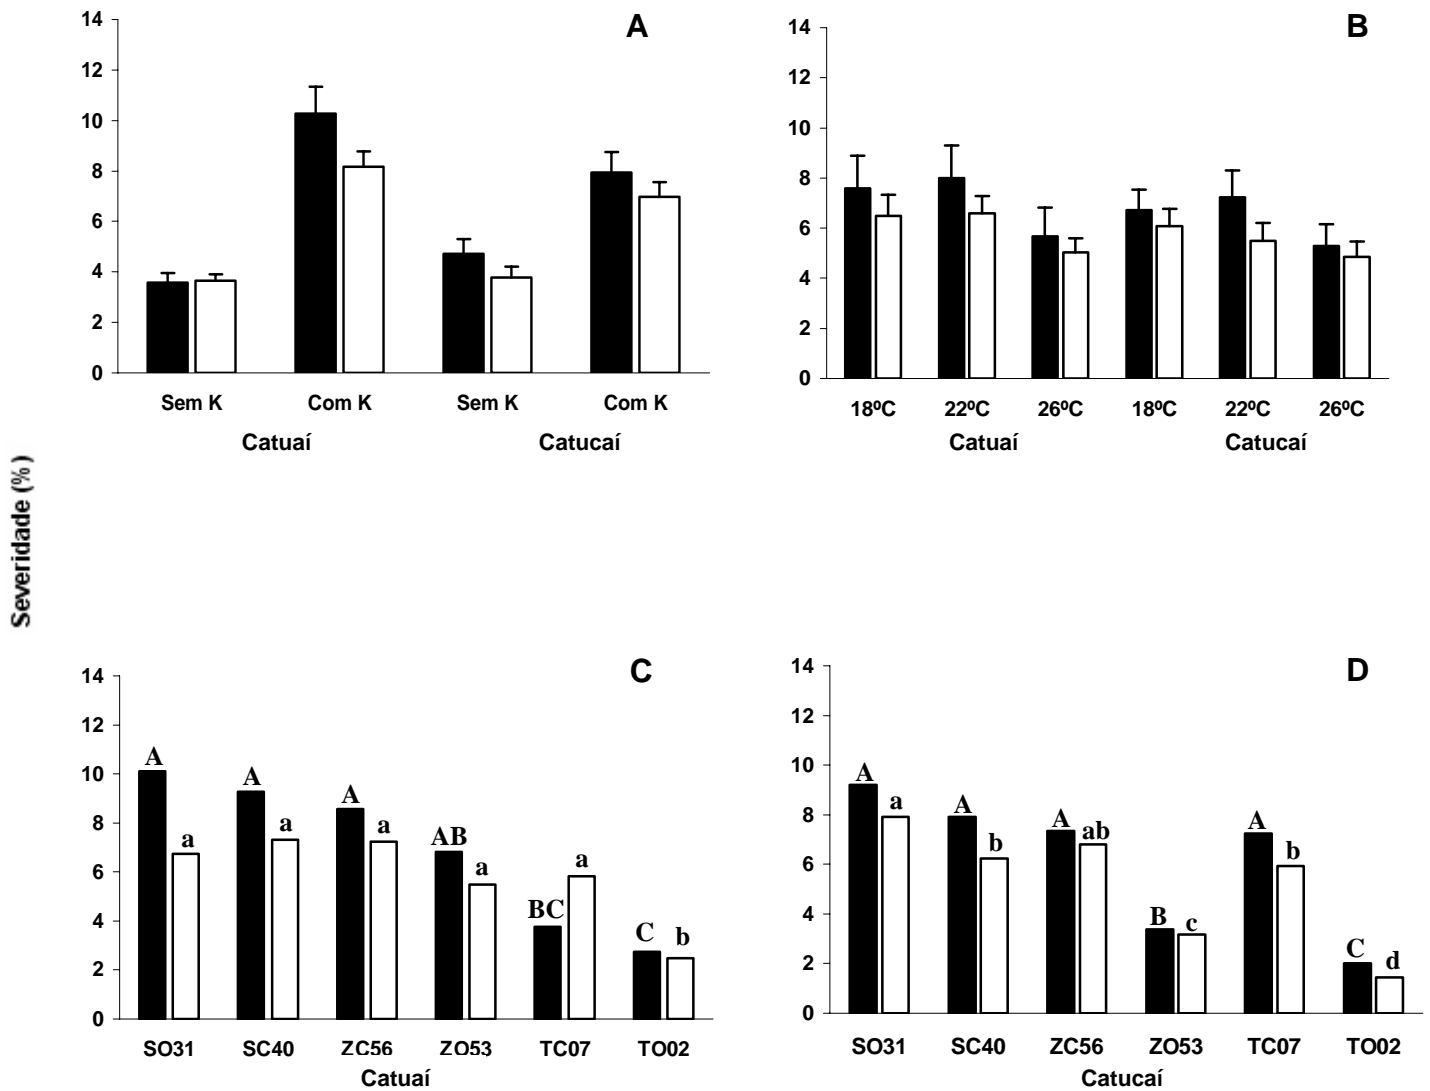 A
14
12
10
8
6
4
2
0
Sem K Com K Sem K Com K
Catuaí Catucaí
B
14
12
10
8
6
4
2
0
18ºC 22ºC 26ºC 18ºC 22ºC 26ºC
Catuaí Catucaí
Severidade (%)
C
14
12
10
8
6
4
2
0
A a A a A a AB a BC a C b
SO31 SC40 ZC56 ZO53 TC07 TO02
Catuaí
D
14
12
10
8
6
4
2
0
A a A b A ab B c A b C d
SO31 SC40 ZC56 ZO53 TC07 TO02
Catucaí